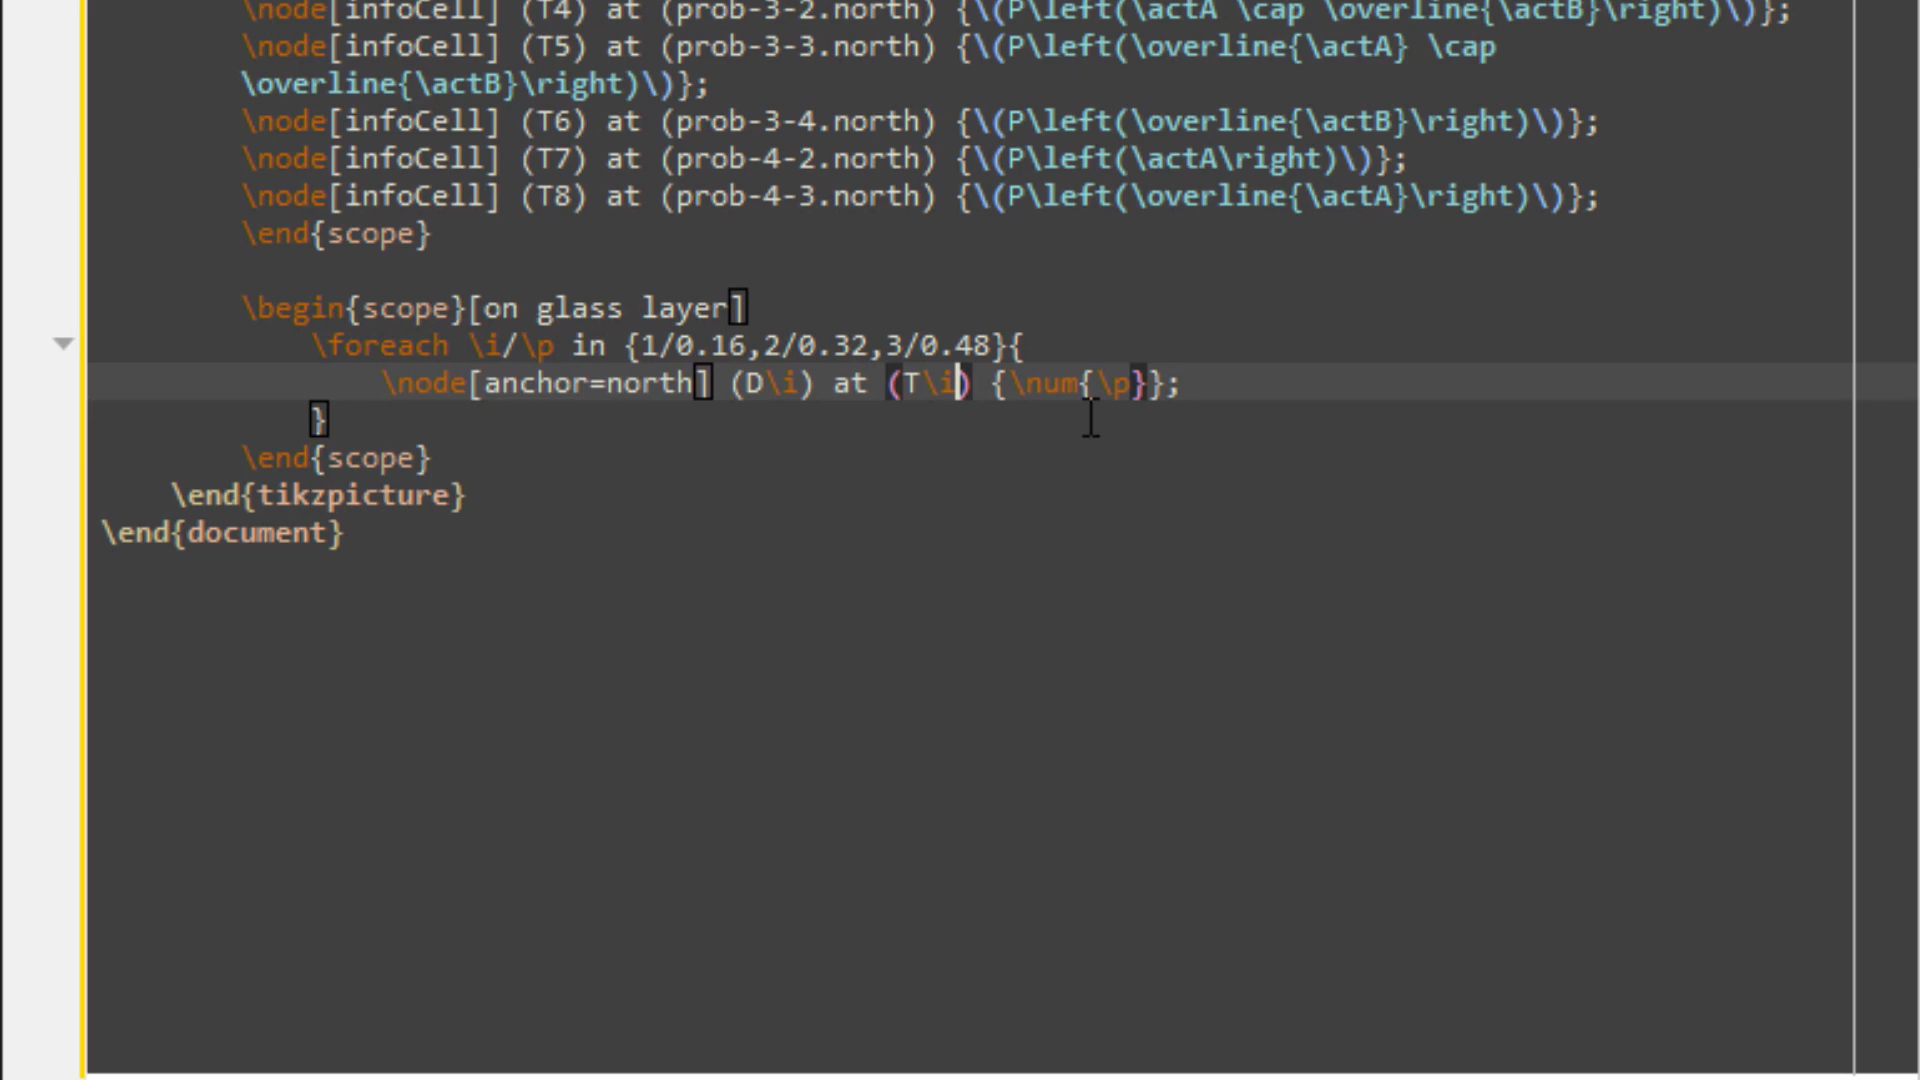 \node[infoCell] (T4) at (prob-3-2.north) {\(P\left(\actA \cap \overline{\actB}\right)\)};
\node[infoCell] (T5) at (prob-3-3.north) {\(P\left(\overline{\actA} \cap
\overline{\actB}\right)\)};
\node[infoCell] (T6) at (prob-3-4.north) {\(P\left(\overline{\actB}\right)\)};
\node[infoCell] (T7) at (prob-4-2.north) {\(P\left(\actA\right)\)};
\node[infoCell] (T8) at (prob-4-3.north) {\(P\left(\overline{\actA}\right)\)};
\end{scope}
\begin{scope}[on glass layer]
\foreach \i/\p in {1/0.16,2/0.32,3/0.48}{
\node[anchor=north] (D\i) at (T\i) {\num{\p}};
}
\end{scope}
\end{tikzpicture}
\end{document}